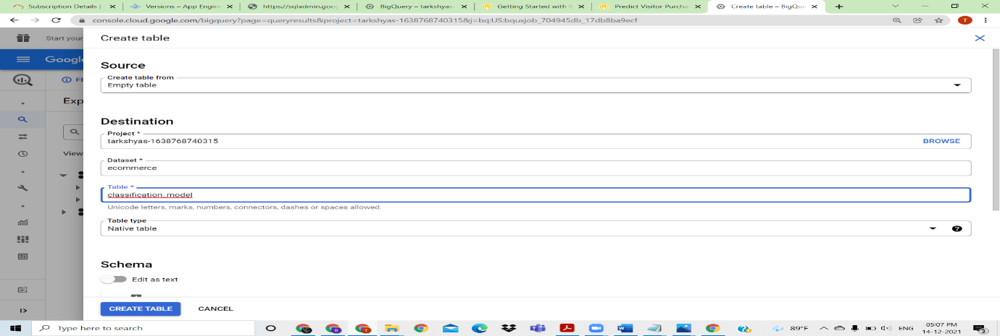 Subscription Details |
Versions – App Engine
https://sqladmin.goo
BigQuery – tarkshyas-
Getting Started with B
Predict Visitor Purcha
Create table – BigQue
console.cloud.google.com/bigquery?page=queryresults&project=tarkshyas-1638768740315&j=bq:US:bquxjob_704945db_17db8ba9ecf
T
Start your
Create table
Googl
Source
FE
Create table from
Empty table
Exp
Destination
Project *
tarkshyas-1638768740315
BROWSE
View
Dataset *
ecommerce
Table *
classification_model
Unicode letters, marks, numbers, connectors, dashes or spaces allowed.
Table type
Native table
Schema
Edit as text
CREATE TABLE
CANCEL
Type here to search
89°F
ENG
05:07 PM
14-12-2021
3